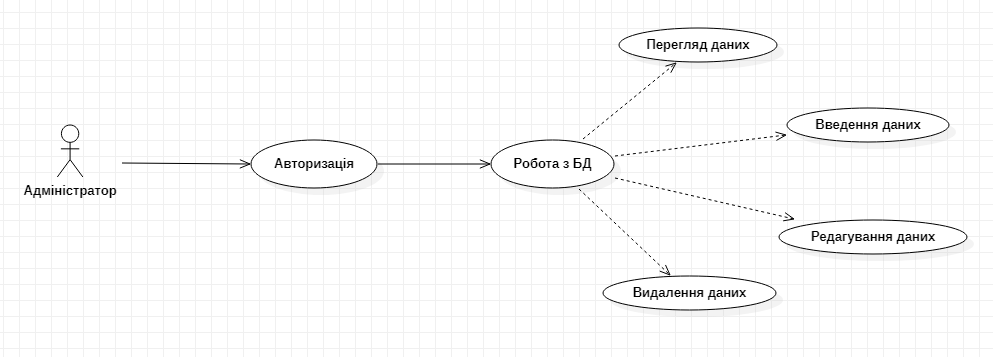 Перегляд даних
Введення даних
Авторизація
Робота з БД
Адміністратор
Редагування даних
Видалення даних